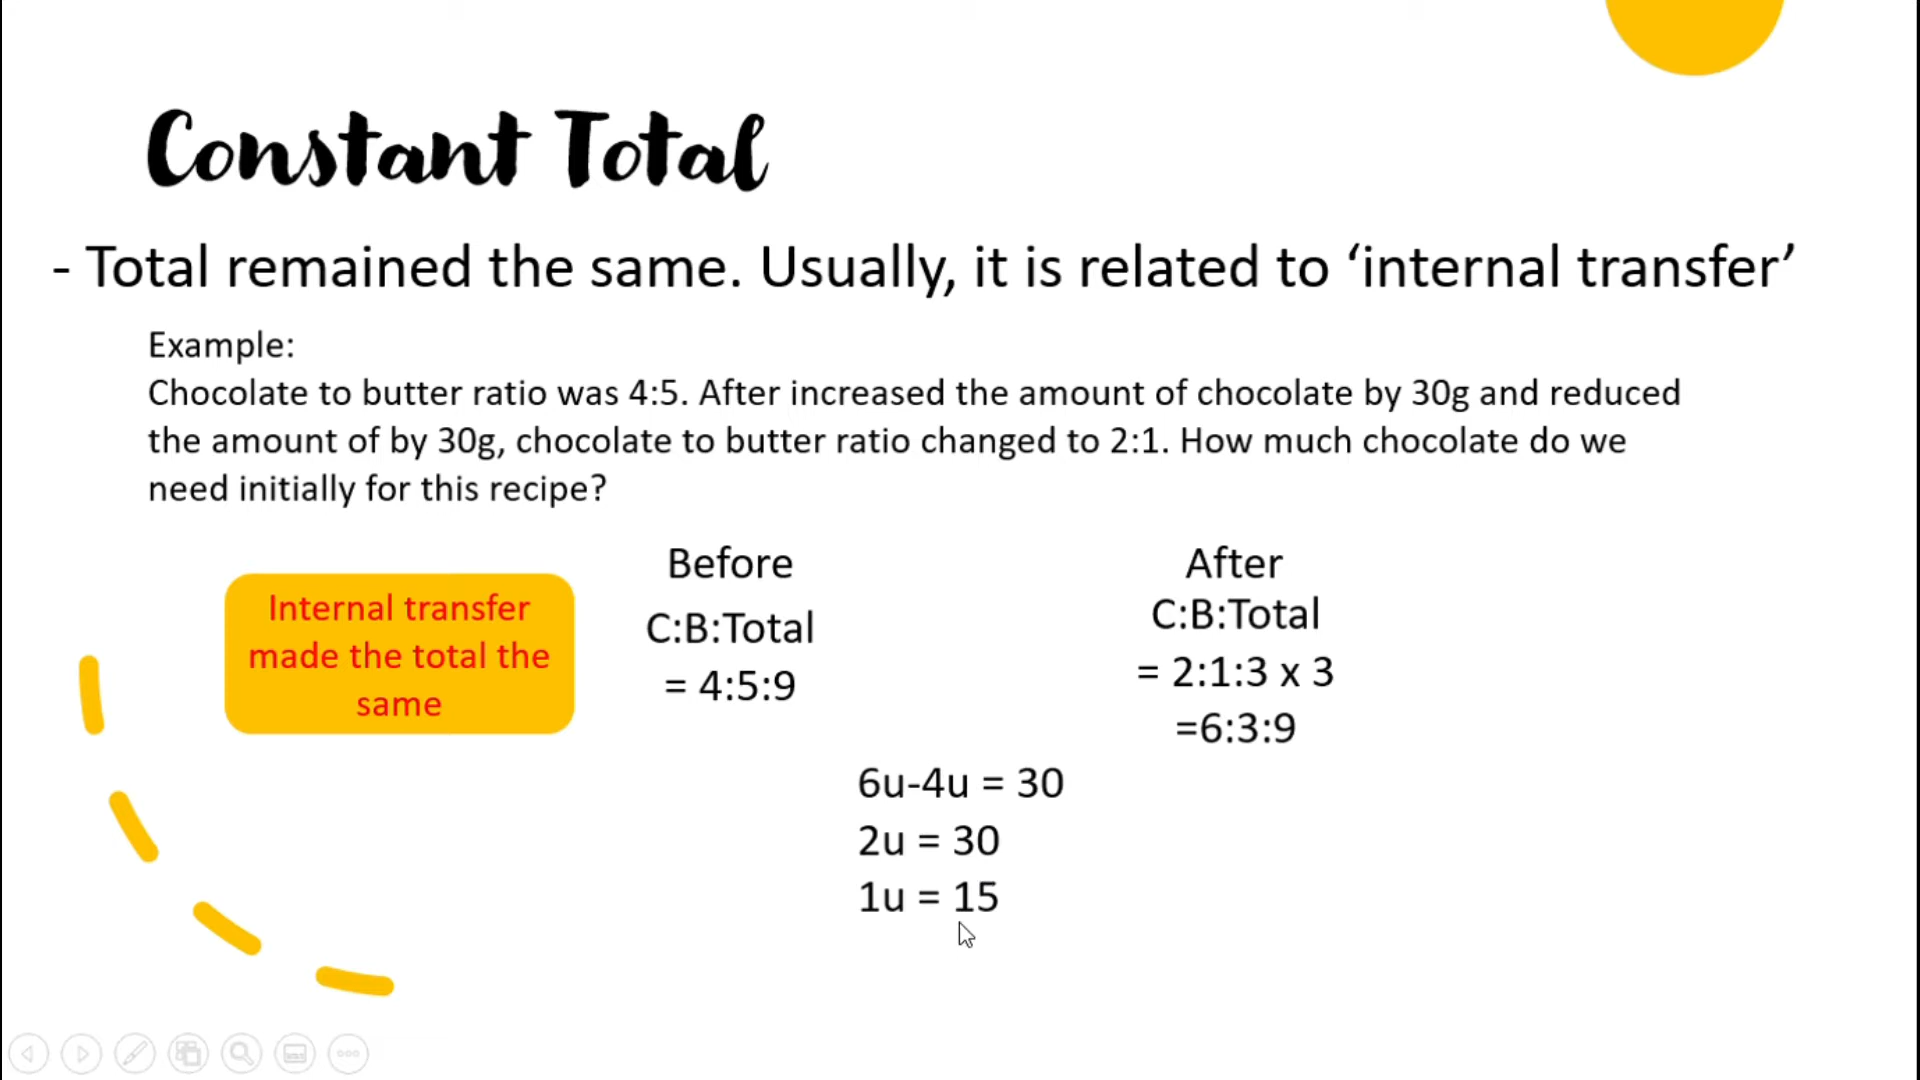 Constant Total
- Total remained the same. Usually, it is related to ‘internal transfer’
Example:
Chocolate to butter ratio was 4:5. After increased the amount of chocolate by 30g and reduced
the amount of by 30g, chocolate to butter ratio changed to 2:1. How much chocolate do we
need initially for this recipe?
Internal transfer
made the total the
same
Before
C:B:Total
= 4:5:9
After
C:B:Total
= 2:1:3 x 3
=6:3:9
6u-4u = 30
2u = 30
1u = 15